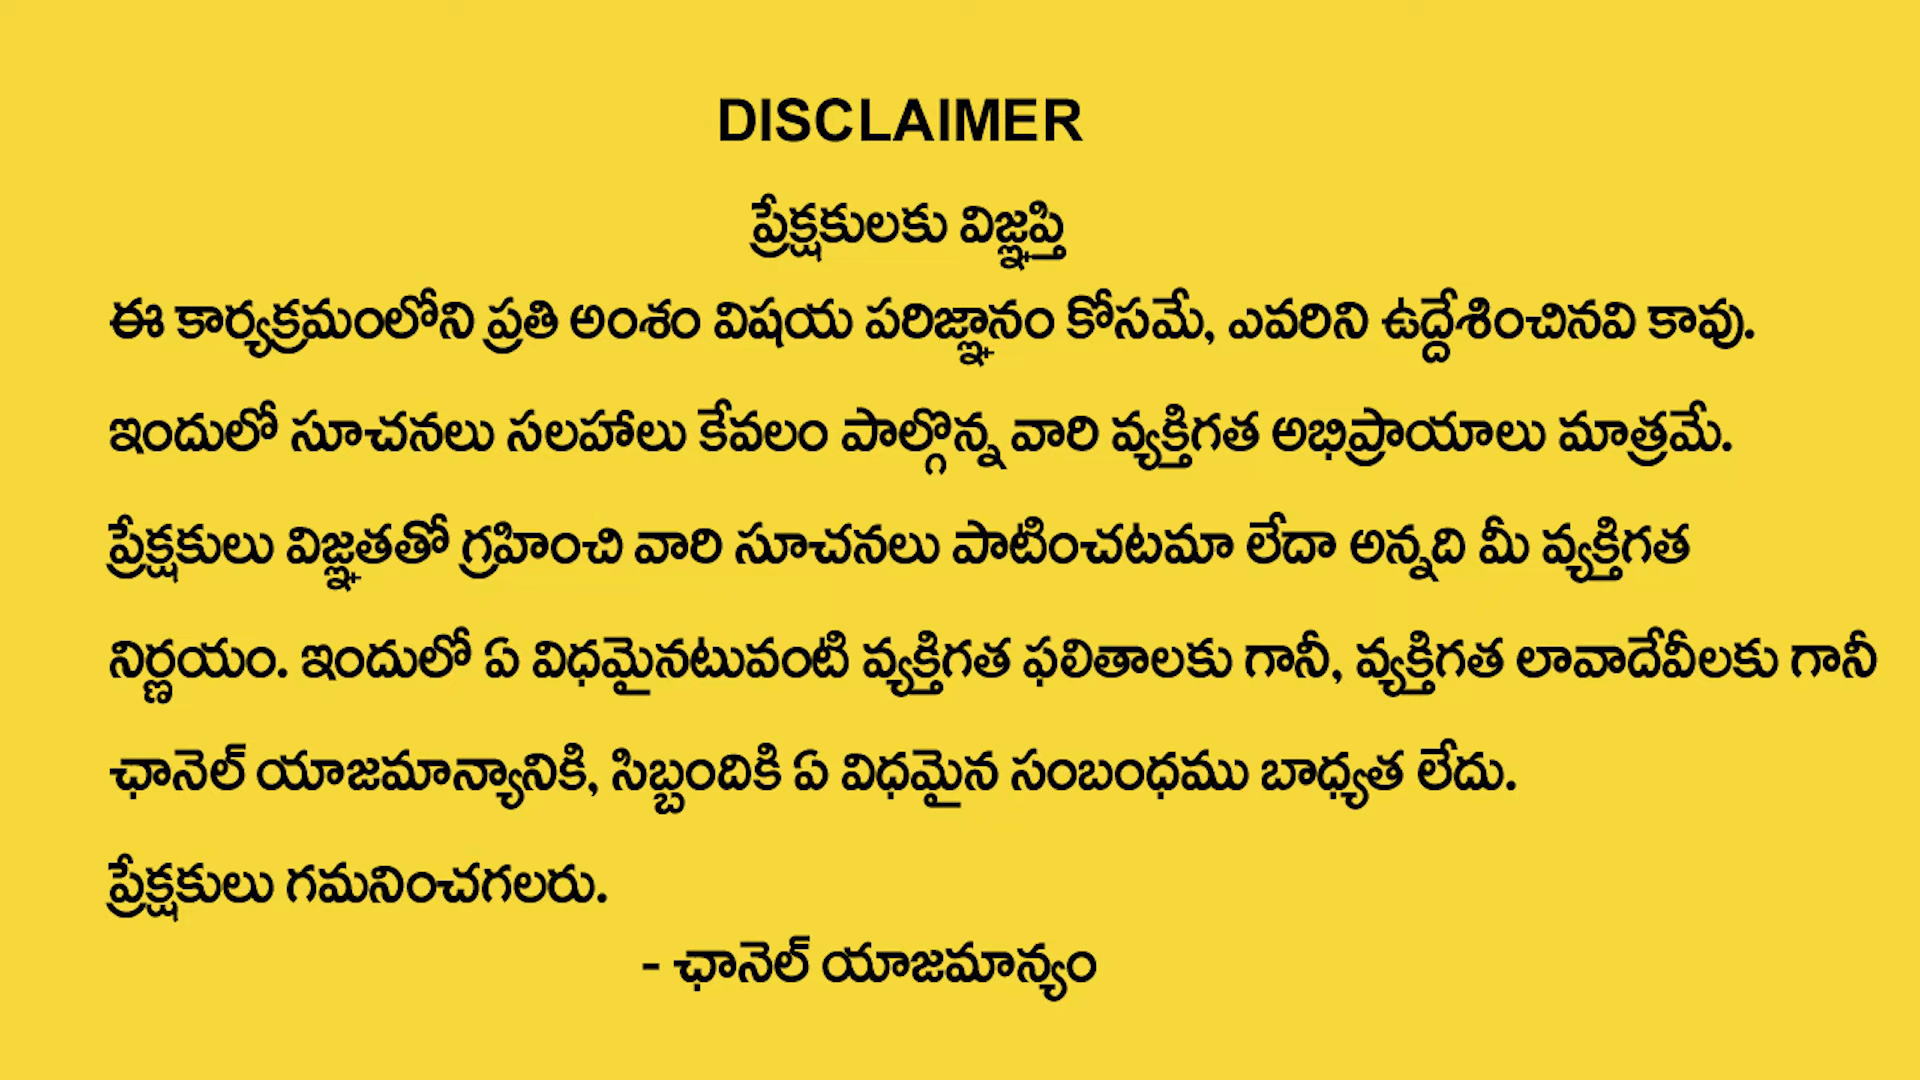 DISCLAIMER
ప్రేక్షకులకు విజ్ఞప్తి
ఈ కార్యక్రమంలోని ప్రతి అంశం విషయ పరిజ్ఞానం కోసమే, ఎవరిని ఉద్దేశించినవి కావు.
ఇందులో సూచనలు సలహాలు కేవలం పాల్గొన్న వారి వ్యక్తిగత అభిప్రాయాలు మాత్రమే.
ప్రేక్షకులు విజ్ఞతతో గ్రహించి వారి సూచనలు పాటించటమా లేదా అన్నది మీ వ్యక్తిగత
నిర్ణయం. ఇందులో ఏ విధమైనటువంటి వ్యక్తిగత ఫలితాలకు గానీ, వ్యక్తిగత లావాదేవీలకు గానీ
ఛానెల్ యాజమాన్యానికి, సిబ్బందికి ఏ విధమైన సంబంధము బాధ్యత లేదు.
ప్రేక్షకులు గమనించగలరు.
- ఛానెల్ యాజమాన్యం